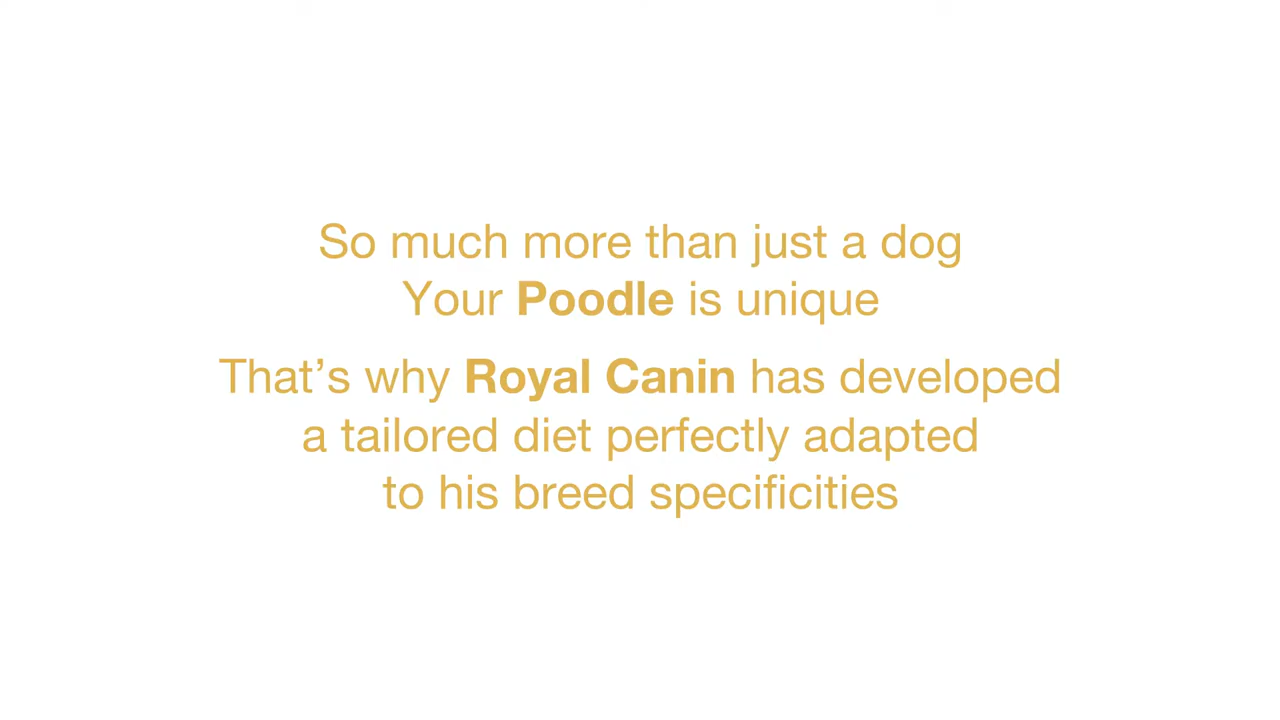 So much more than just a dog
Your Poodle is unique
That’s why Royal Canin has developed
a tailored diet perfectly adapted
to his breed specificities